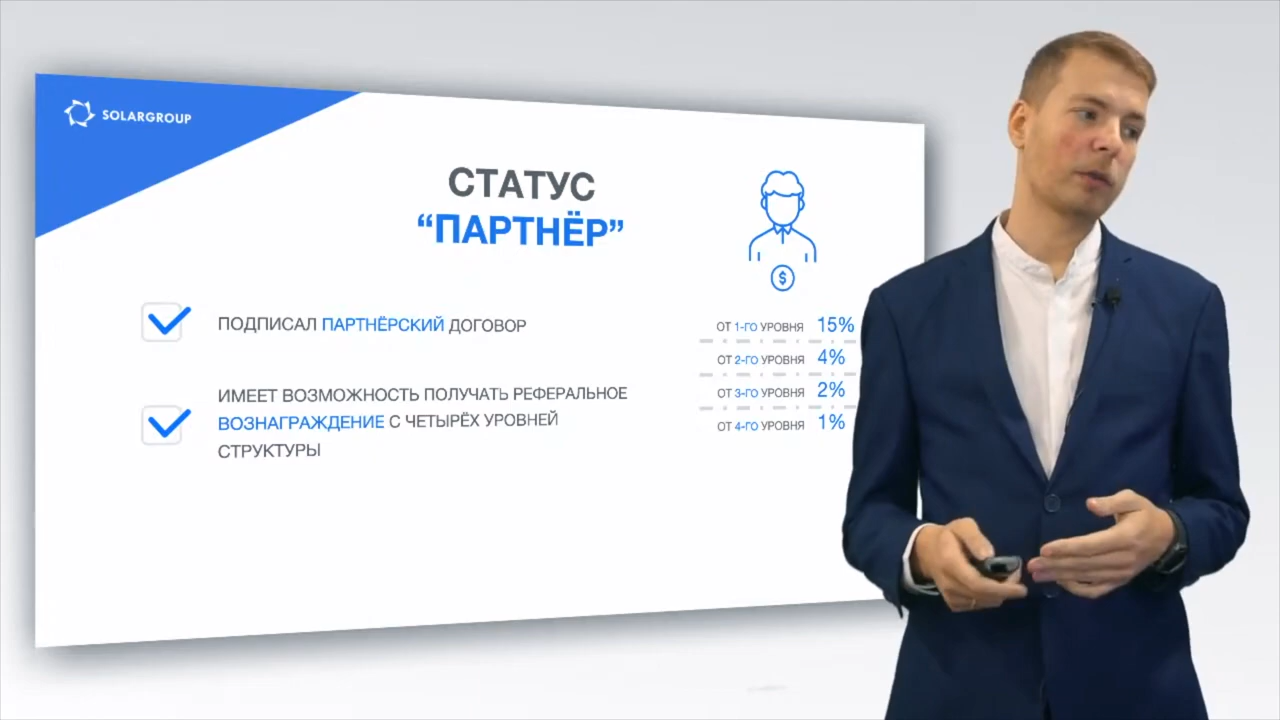 SOLARGROUP
СТАТУС
“ПАРТНЁР”
ПОДПИСАЛ ПАРТНЁРСКИЙ ДОГОВОР
ИМЕЕТ ВОЗМОЖНОСТЬ ПОЛУЧАТЬ РЕФЕРАЛЬНОЕ
ВОЗНАГРАЖДЕНИЕ С ЧЕТЫРЁХ УРОВНЕЙ
СТРУКТУРЫ
$
ОТ 1-ГО УРОВНЯ 15%
ОТ 2-ГО УРОВНЯ 4%
ОТ 3-ГО УРОВНЯ 2%
ОТ 4-ГО УРОВНЯ 1%